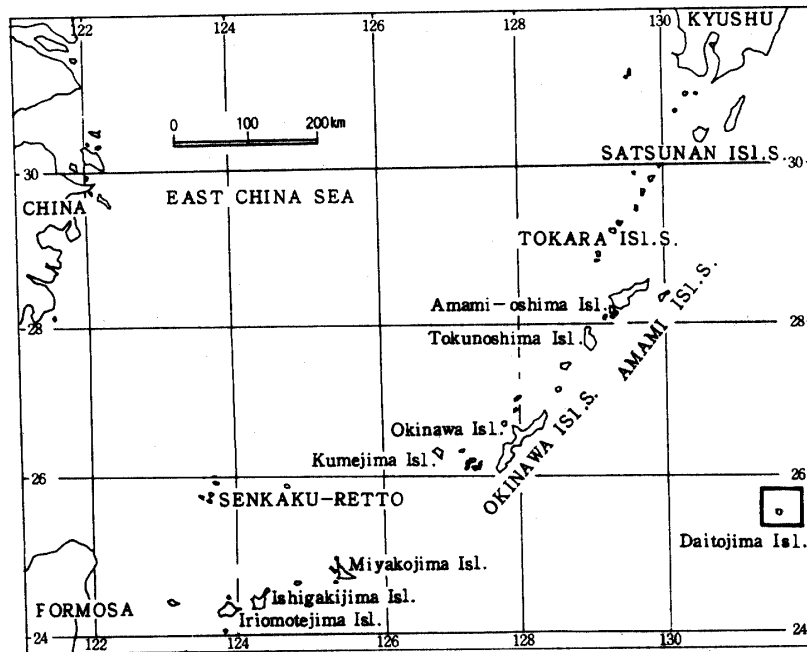 122
124
126
128
130
KYUSHU
0 100 200km
SATSUNAN ISl.S.
30
30
EAST CHINA SEA
CHINA
TOKARA ISl.S.
Amami-oshima Isl.
AMAMI ISl.S.
28
28
Tokunoshima Isl.
Okinawa Isl.
OKINAWA ISl.S.
Kumejima Isl.
26
26
SENKAKU-RETTO
Daitojima Isl.
Miyakojima Isl.
Ishigakijima Isl.
FORMOSA
Iriomotejima Isl.
24
24
122
124
126
128
130